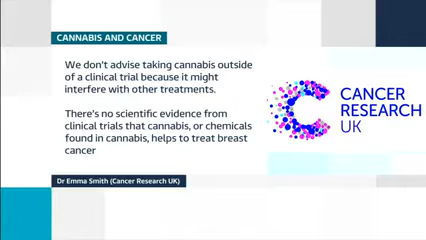 CANNABIS AND CANCER
We don't advise taking cannabis outside
of a clinical trial because it might
interfere with other treatments.
There's no scientific evidence from
clinical trials that cannabis, or chemicals
found in cannabis, helps to treat breast
cancer
CANCER
RESEARCH
UK
Dr Emma Smith (Cancer Research UK)